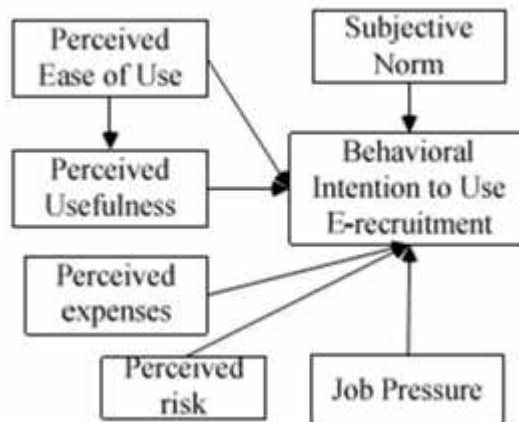 Perceived
Ease of Use
Subjective
Norm
Perceived
Usefulness
Behavioral
Intention to Use
E-recruitment
Perceived
expenses
Perceived
risk
Job Pressure